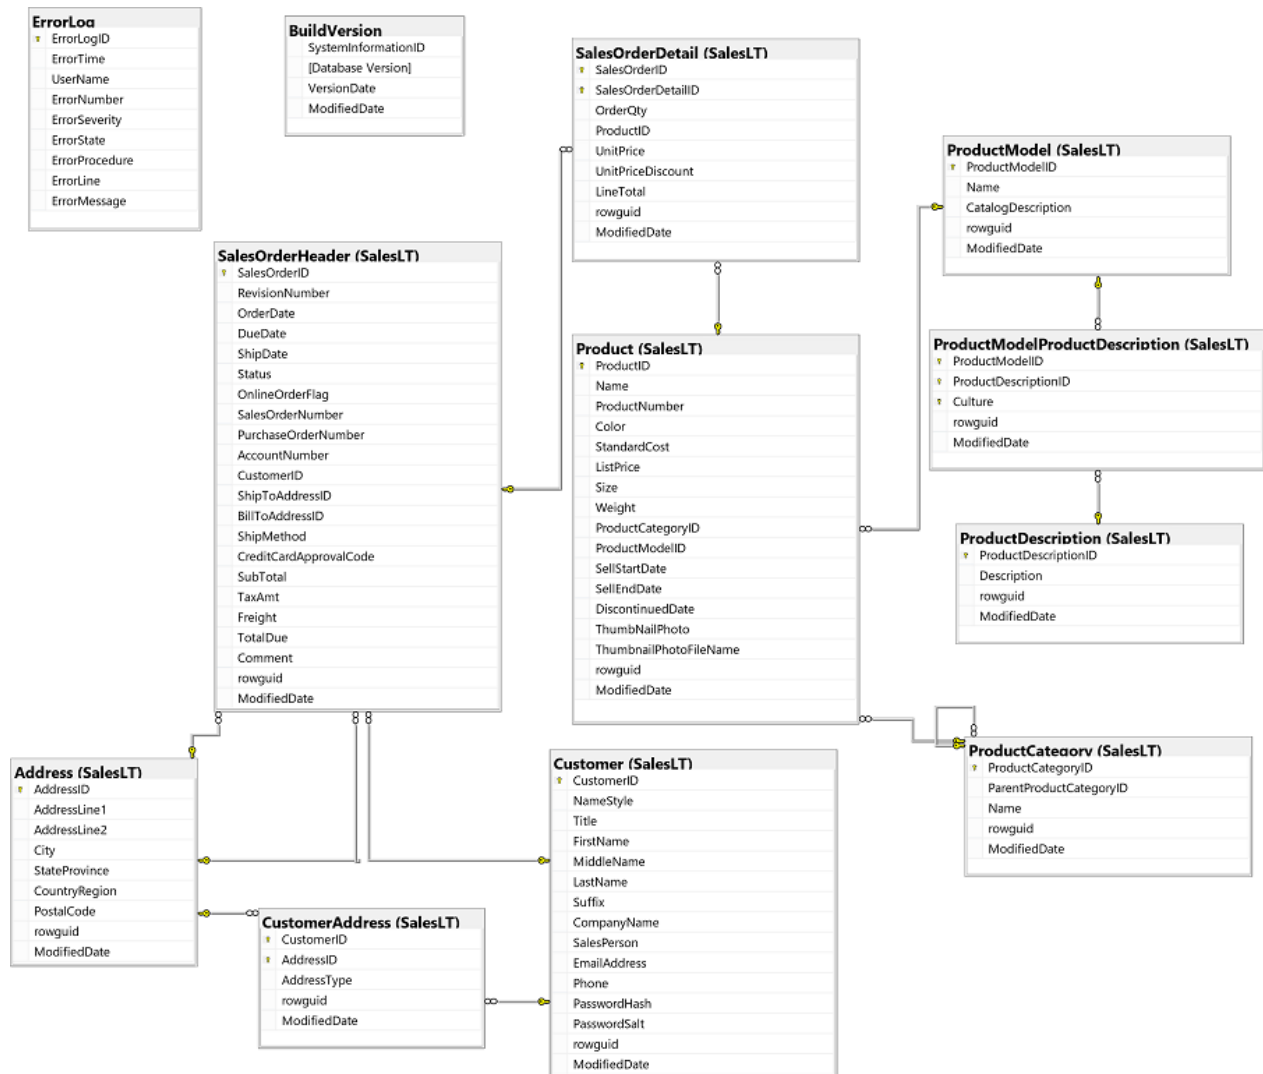 ErrorLog
ErrorLogID
ErrorTime
UserName
ErrorNumber
ErrorSeverity
ErrorState
ErrorProcedure
ErrorLine
ErrorMessage
BuildVersion
SystemInformationID
[Database Version]
VersionDate
ModifiedDate
SalesOrderDetail (SalesLT)
SalesOrderID
SalesOrderDetailID
OrderQty
ProductID
UnitPrice
UnitPriceDiscount
LineTotal
rowguid
ModifiedDate
ProductModel (SalesLT)
ProductModelID
Name
CatalogDescription
rowguid
ModifiedDate
SalesOrderHeader (SalesLT)
SalesOrderID
RevisionNumber
OrderDate
DueDate
ShipDate
Status
OnlineOrderFlag
SalesOrderNumber
PurchaseOrderNumber
AccountNumber
CustomerID
ShipToAddressID
BillToAddressID
ShipMethod
CreditCardApprovalCode
SubTotal
TaxAmt
Freight
TotalDue
Comment
rowguid
ModifiedDate
Product (SalesLT)
ProductID
Name
ProductNumber
Color
StandardCost
ListPrice
Size
Weight
ProductCategoryID
ProductModelID
SellStartDate
SellEndDate
DiscontinuedDate
ThumbNailPhoto
ThumbnailPhotoFileName
rowguid
ModifiedDate
ProductModelProductDescription (SalesLT)
ProductModelID
ProductDescriptionID
Culture
rowguid
ModifiedDate
ProductDescription (SalesLT)
ProductDescriptionID
Description
rowguid
ModifiedDate
ProductCategory (SalesLT)
ProductCategoryID
ParentProductCategoryID
Name
rowguid
ModifiedDate
Address (SalesLT)
AddressID
AddressLine1
AddressLine2
City
StateProvince
CountryRegion
PostalCode
rowguid
ModifiedDate
CustomerAddress (SalesLT)
CustomerID
AddressID
AddressType
rowguid
ModifiedDate
Customer (SalesLT)
CustomerID
NameStyle
Title
FirstName
MiddleName
LastName
Suffix
CompanyName
SalesPerson
EmailAddress
Phone
PasswordHash
PasswordSalt
rowguid
ModifiedDate